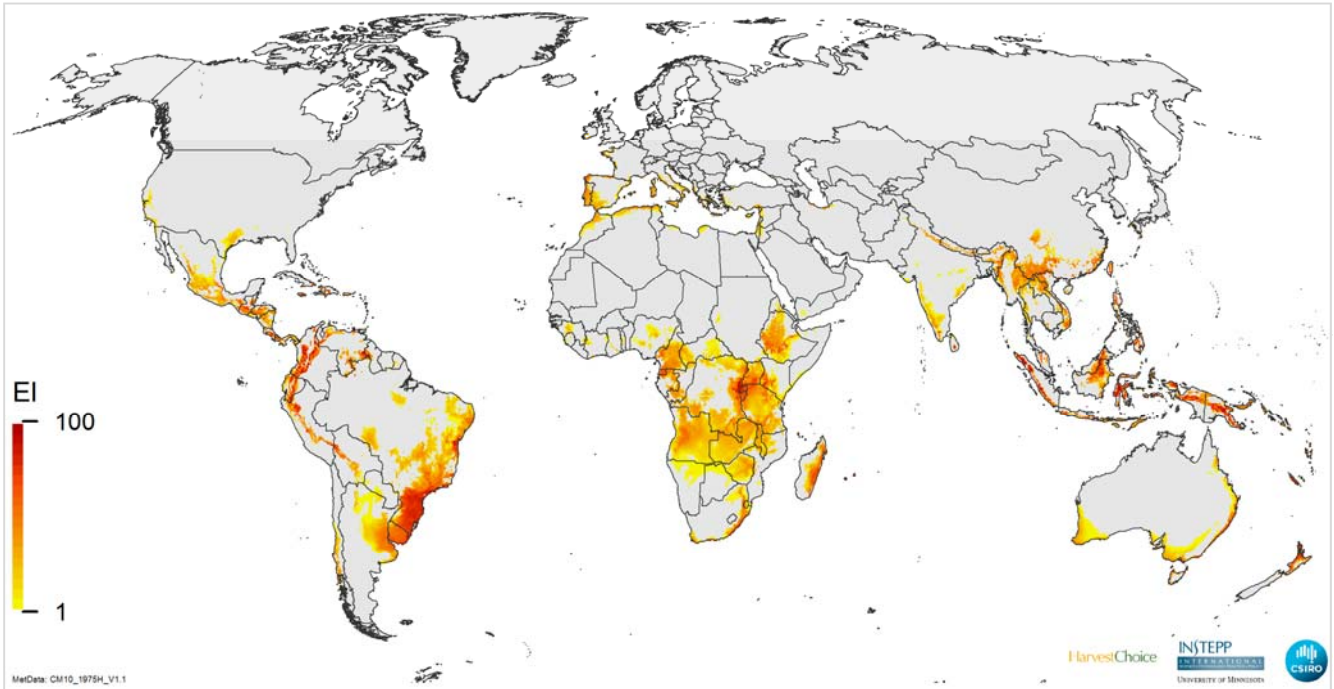 EI
100
1
MetData: CM10_1975H_V1.1
HarvestChoice
INSTEPP
INTERNATIONAL
UNIVERSITY OF MINNESOTA
CSIRO